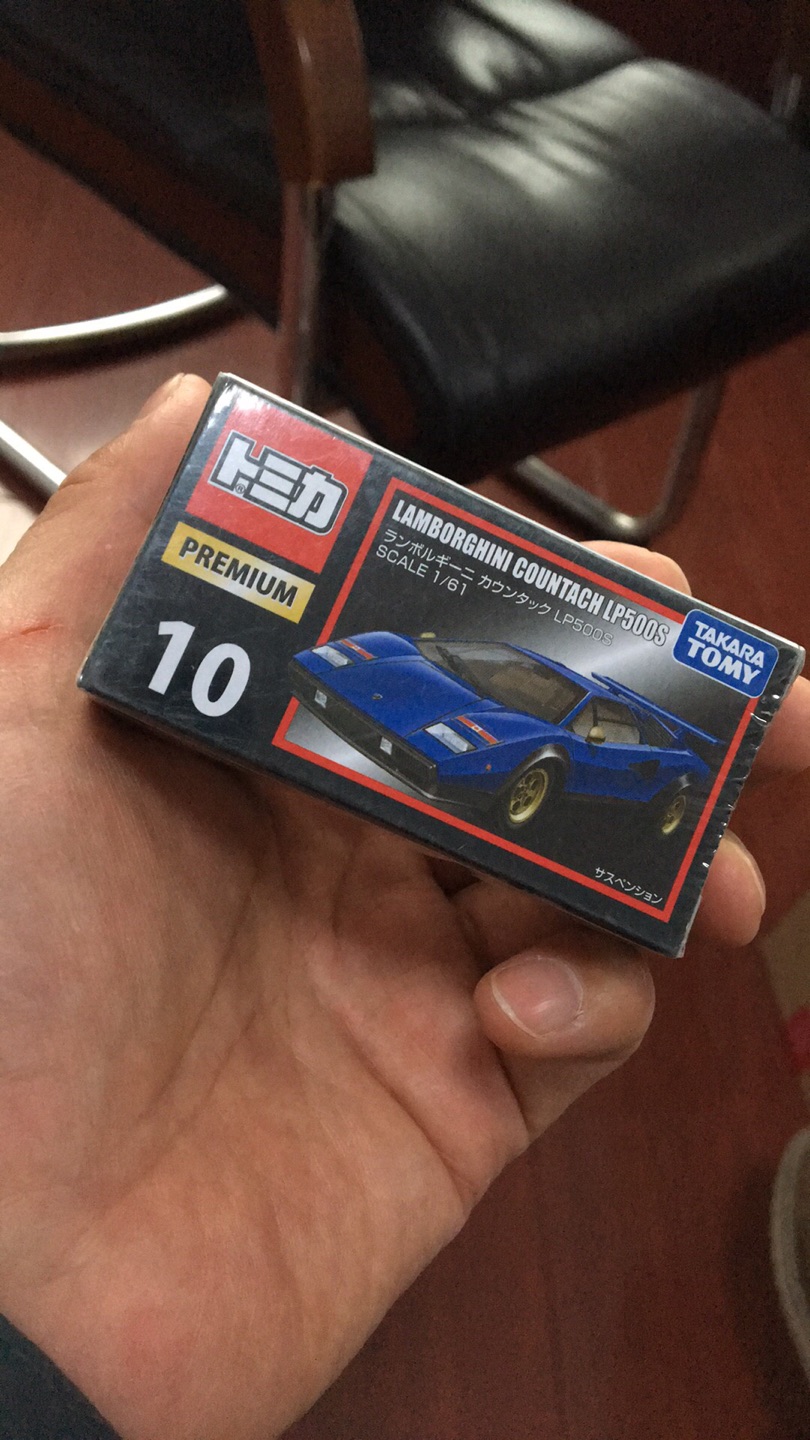 トミカ®
PREMIUM
10
LAMBORGHINI COUNTACH LP500S
ランボルギーニ カウンタック LP500S
SCALE 1/61
TAKARA
TOMY
サスペンション